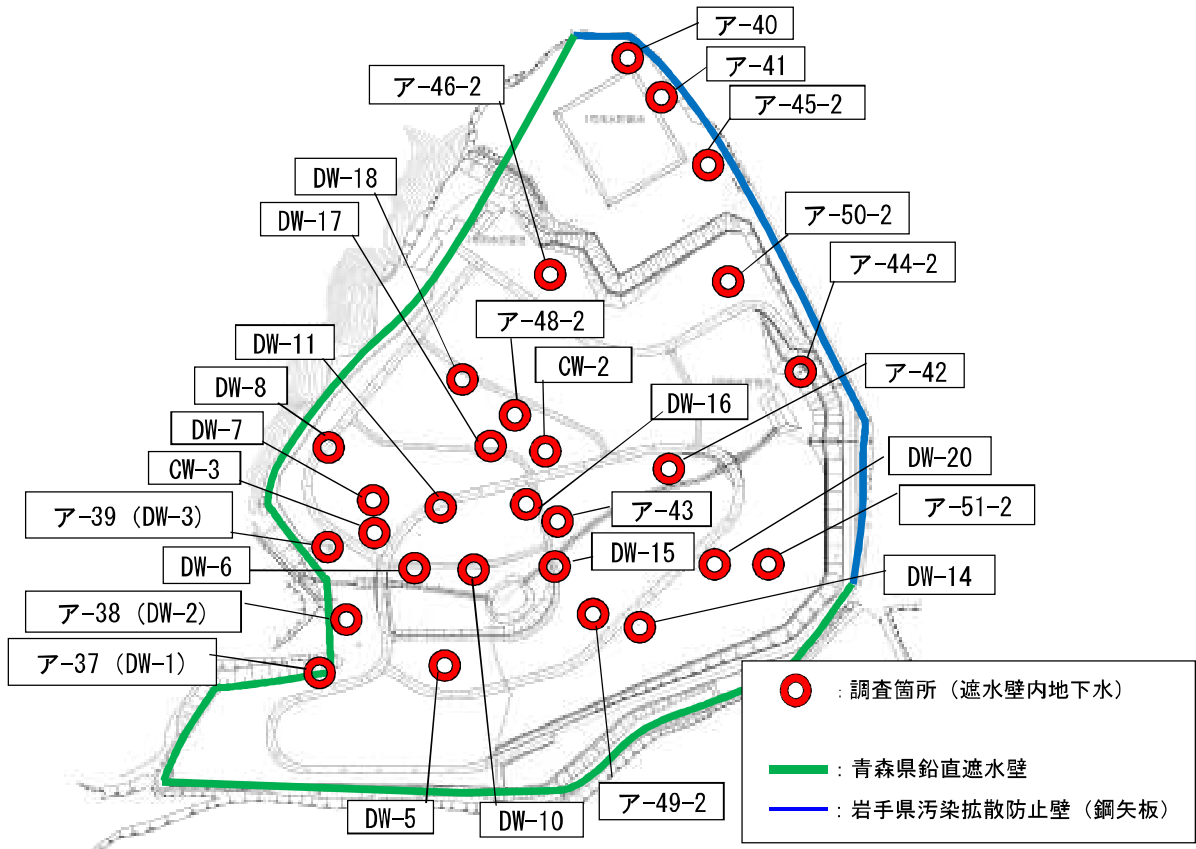 ア-40
ア-41
ア-46-2
ア-45-2
DW-18
DW-17
ア-50-2
ア-44-2
ア-48-2
DW-11
CW-2
ア-42
DW-8
DW-16
DW-7
DW-20
CW-3
ア-51-2
ア-39（DW-3）
ア-43
DW-6
DW-15
DW-14
ア-38（DW-2）
ア-37（DW-1）
DW-5
DW-10
ア-49-2
：調査箇所（遮水壁内地下水）
：青森県鉛直遮水壁
：岩手県汚染拡散防止壁（鋼矢板）